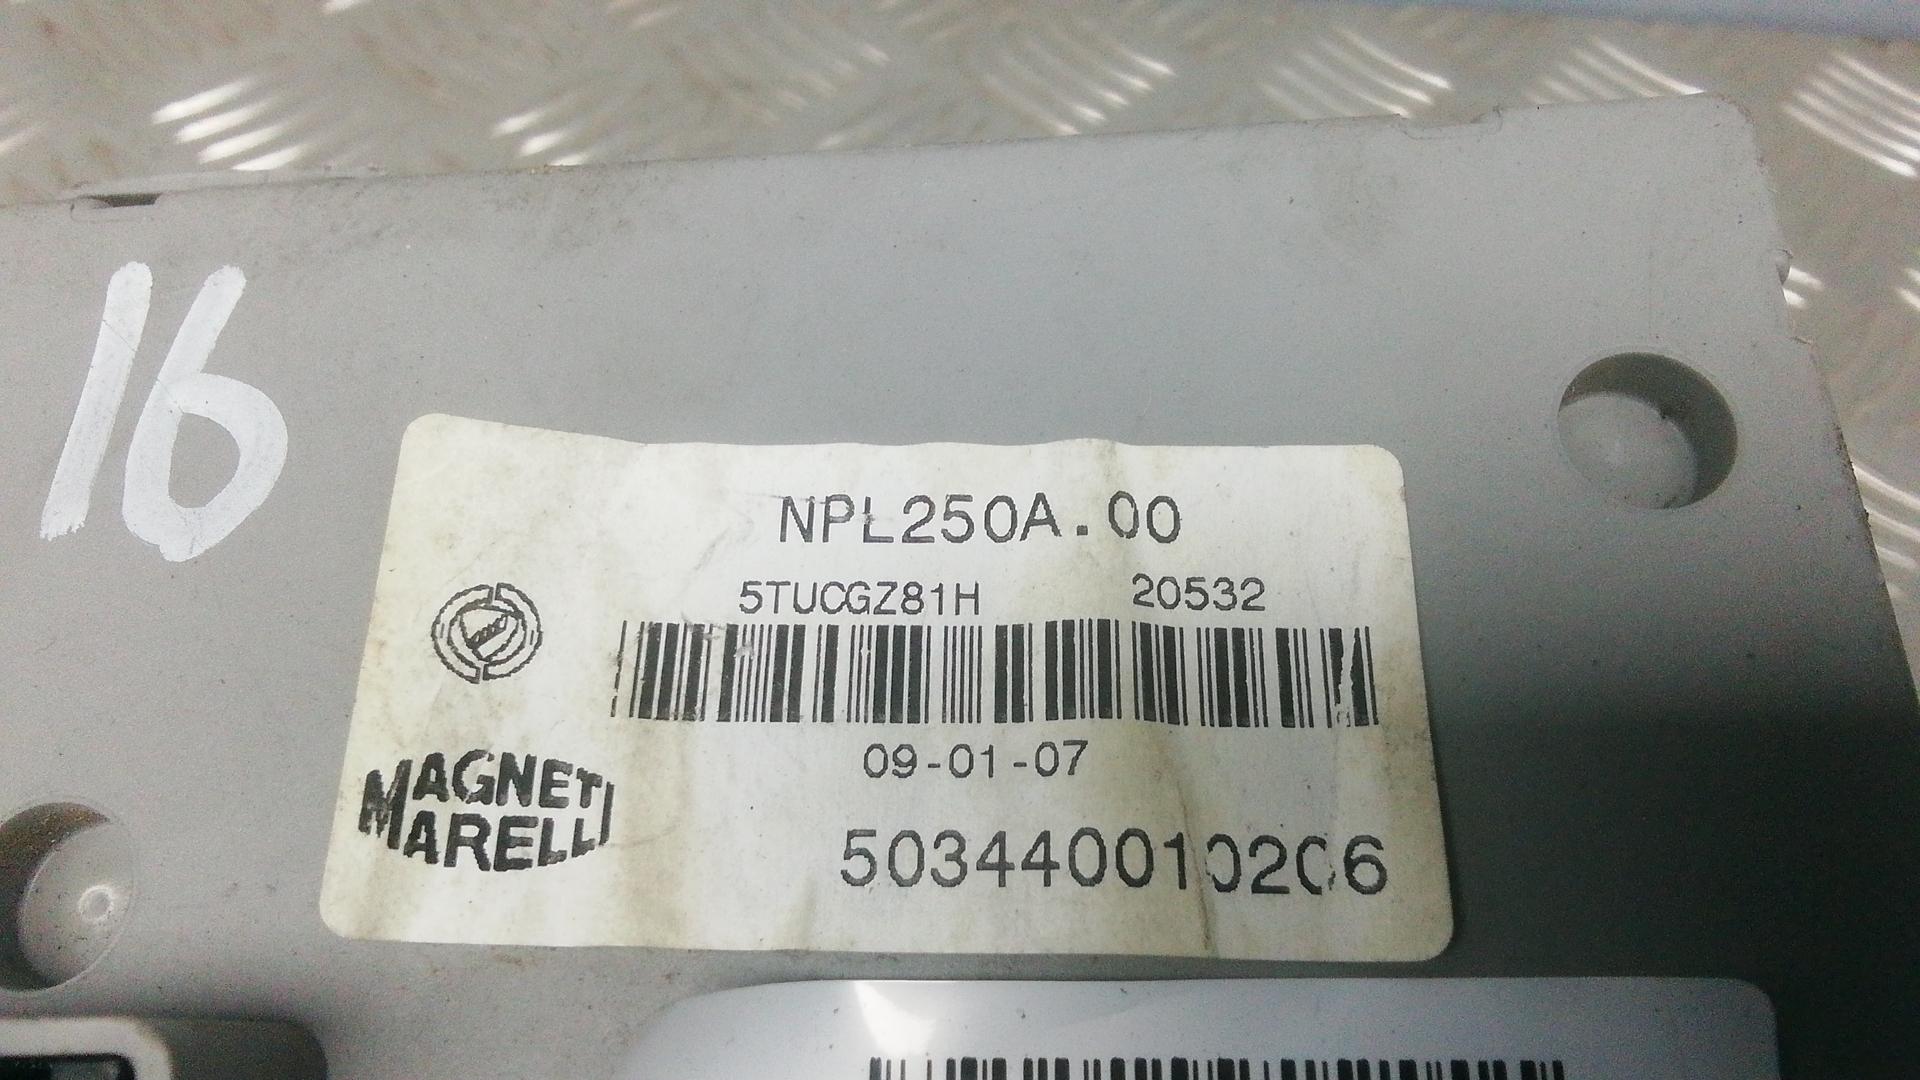 16
NPL250A.00
5TUCGZ81H 20532
09-01-07
MAGNETI
MARELLI
503440010206